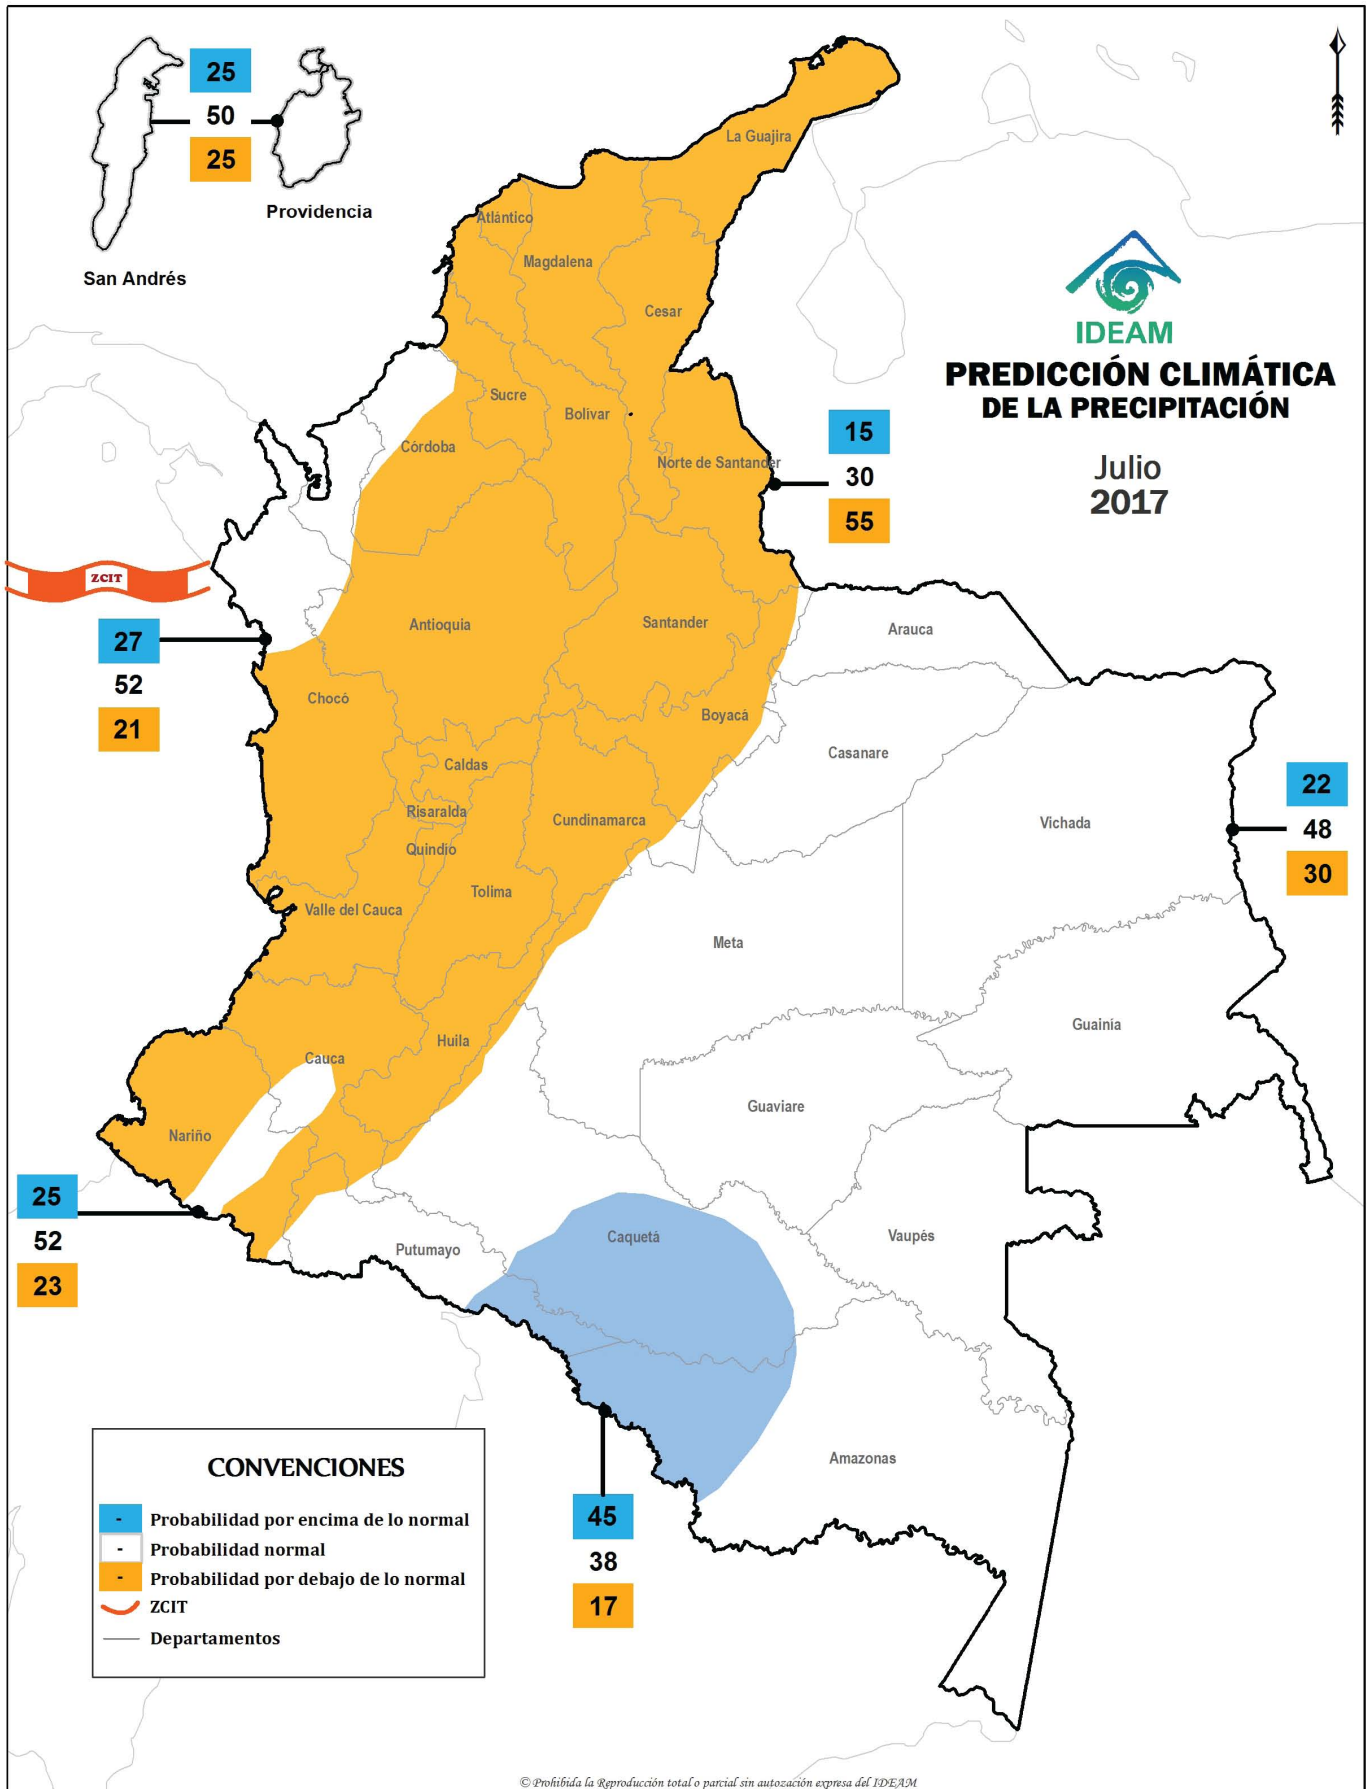 25
50
25
Providencia
San Andrés
La Guajira
Atlántico
Magdalena
Cesar
IDEAM
PREDICCIÓN CLIMÁTICA
DE LA PRECIPITACIÓN
Julio
2017
Sucre
Bolívar
Córdoba
Norte de Santander
15
30
55
ZCIT
27
52
21
Antioquia
Santander
Arauca
Chocó
Boyacá
Casanare
Caldas
Risaralda
Cundinamarca
Quindío
Tolima
Valle del Cauca
Vichada
22
48
30
Meta
Guainía
Huila
Cauca
Guaviare
Nariño
25
52
23
Putumayo
Caquetá
Vaupés
Amazonas
45
38
17
CONVENCIONES
- Probabilidad por encima de lo normal
- Probabilidad normal
- Probabilidad por debajo de lo normal
ZCIT
Departamentos
© Prohibida la Reproducción total o parcial sin autozación expresa del IDEAM